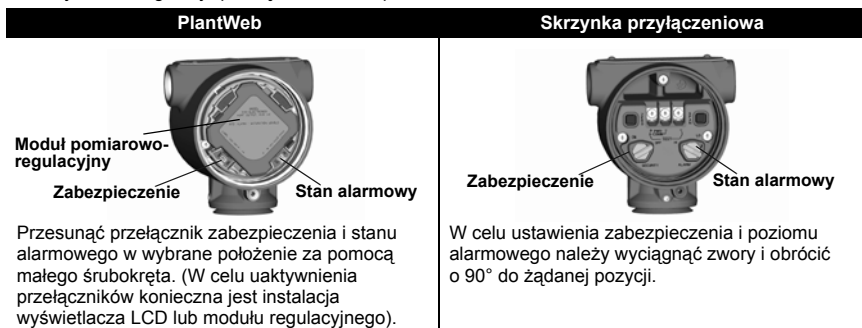 PlantWeb
Skrzynka przyłączeniowa
Moduł pomiarowo-
regulacyjny
Zabezpieczenie
Stan alarmowy
Zabezpieczenie
Stan alarmowy
Przesunąć przełącznik zabezpieczenia i stanu
alarmowego w wybrane położenie za pomocą
małego śrubokręta. (W celu uaktywnienia
przełączników konieczna jest instalacja
wyświetlacza LCD lub modułu regulacyjnego).
W celu ustawienia zabezpieczenia i poziomu
alarmowego należy wyciągnąć zwory i obrócić
o 90° do żądanej pozycji.